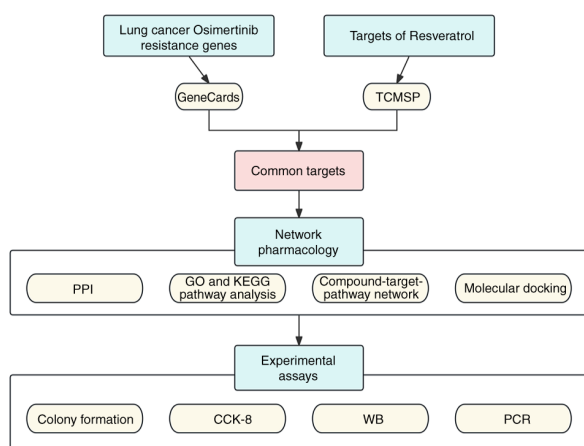 Lung cancer Osimertinib
resistance genes
Targets of Resveratrol
GeneCards
TCMSP
Common targets
Network
pharmacology
PPI
GO and KEGG
pathway analysis
Compound-target-
pathway network
Molecular docking
Experimental
assays
Colony formation
CCK-8
WB
PCR